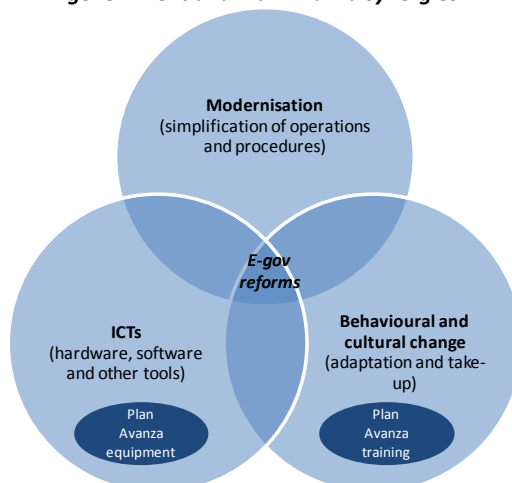 Modernisation
(simplification of operations
and procedures)
E-gov
reforms
ICTs
(hardware, software
and other tools)
Behavioural and
cultural change
(adaptation and take-
up)
Plan
Avanza
equipment
Plan
Avanza
training